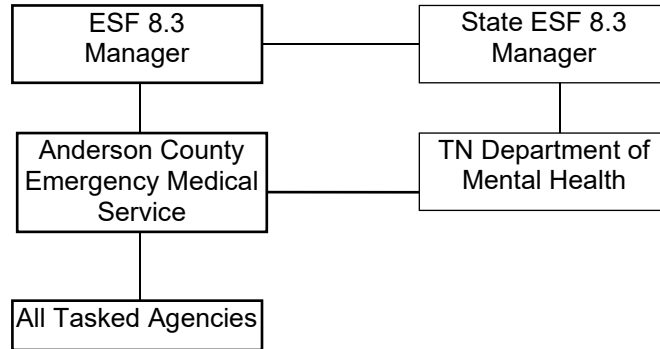 ESF 8.3
Manager
State ESF 8.3
Manager
Anderson County
Emergency Medical
Service
TN Department of
Mental Health
All Tasked Agencies